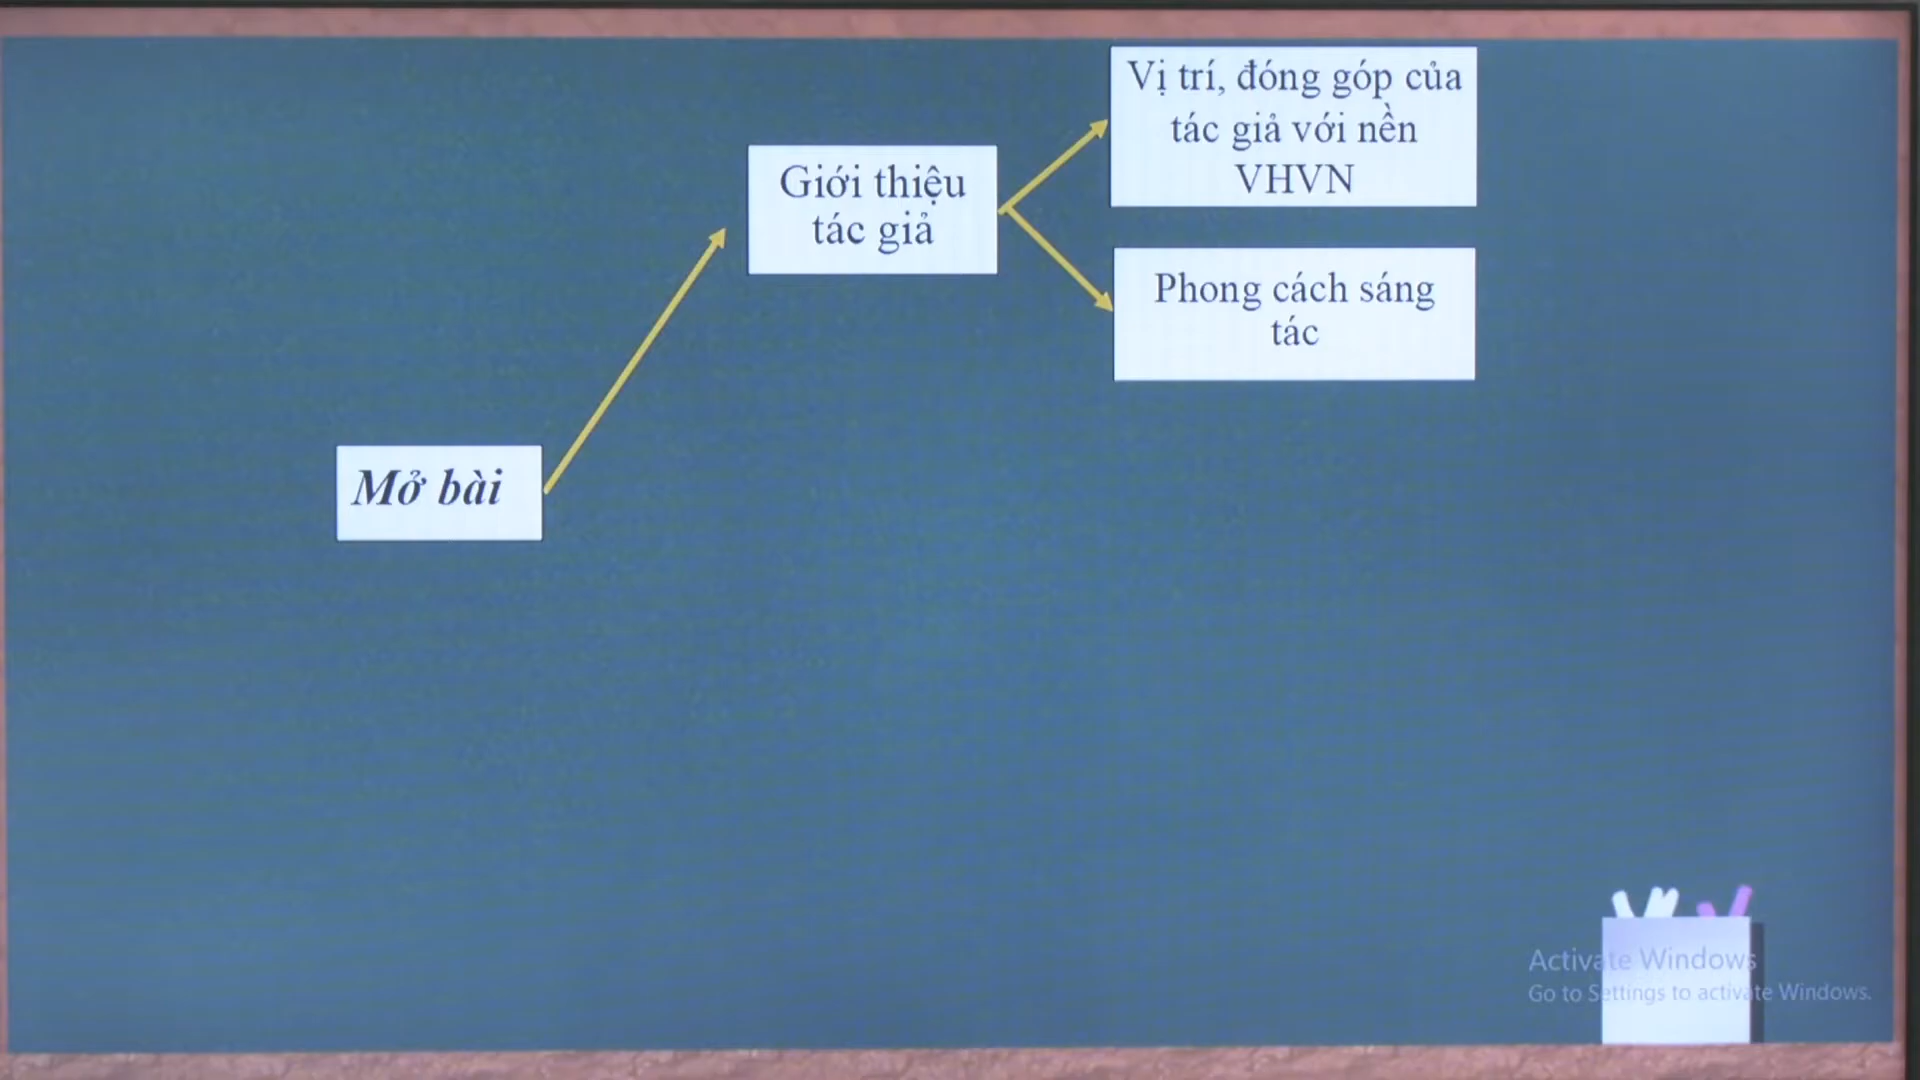 Vị trí, đóng góp của
tác giả với nền
VHVN
Giới thiệu
tác giả
Phong cách sáng
tác
Mở bài
Activate Windows
Go to Settings to activate Windows.